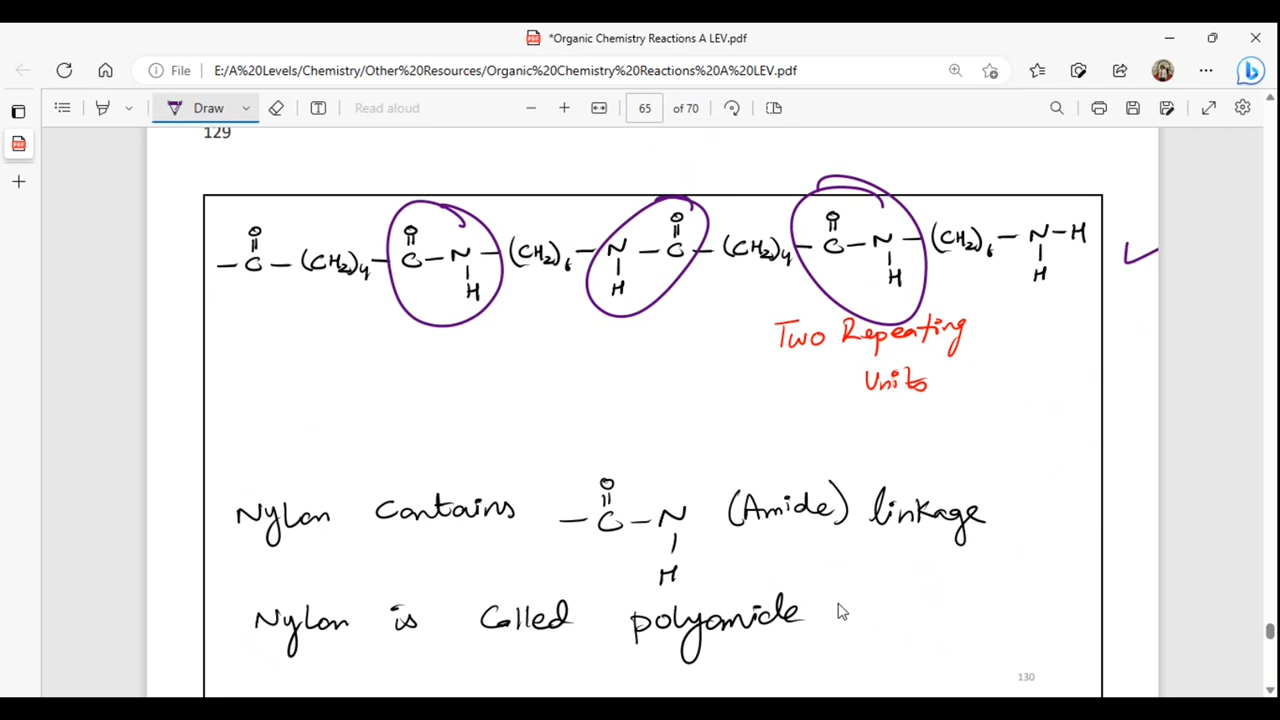 *Organic Chemistry Reactions A LEV.pdf
File E:/A%20Levels/Chemistry/Other%20Resources/Organic%20Chemistry%20Reactions%20A%20LEV.pdf
Draw Read aloud 65 of 70
129
O O O O
– C – (CH2)4 – C – N – (CH2)6 – N – C – (CH2)4 – C – N – (CH2)6 – N – H
H H H H
Two Repeating
Units
O
Nylon Contains – C – N (Amide) linkage
H
Nylon is Called polyamide
130